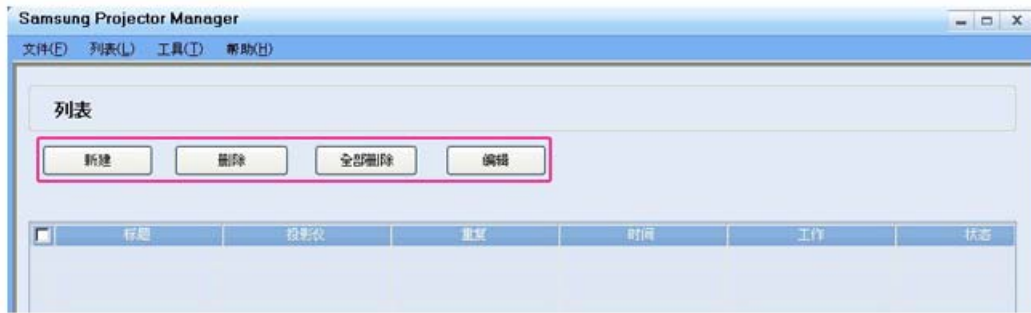 Samsung Projector Manager
文件(F) 列表(L) 工具(T) 帮助(H)
列表
新建 删除 全部删除 编辑
标题 投影仪 重复 时间 工作 状态